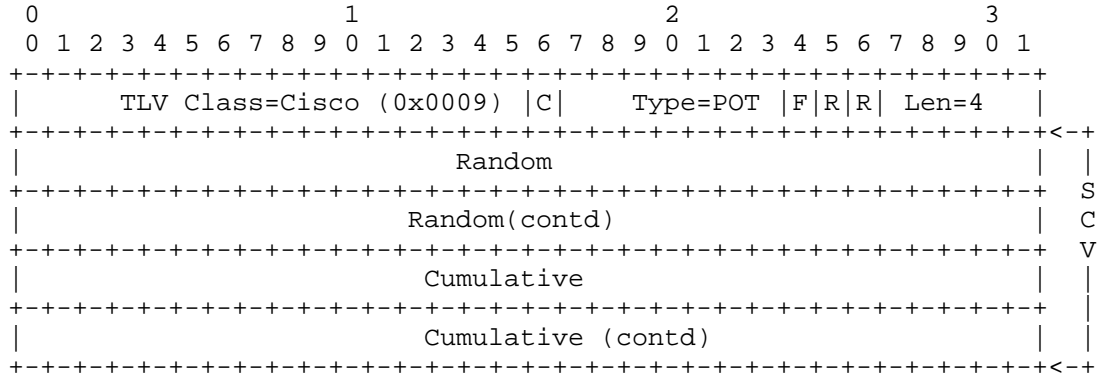 0                   1                   2                   3
 0 1 2 3 4 5 6 7 8 9 0 1 2 3 4 5 6 7 8 9 0 1 2 3 4 5 6 7 8 9 0 1
+-+-+-+-+-+-+-+-+-+-+-+-+-+-+-+-+-+-+-+-+-+-+-+-+-+-+-+-+-+-+-+-+
|      TLV Class=Cisco (0x0009) |C|    Type=POT |F|R|R| Len=4   |
+-+-+-+-+-+-+-+-+-+-+-+-+-+-+-+-+-+-+-+-+-+-+-+-+-+-+-+-+-+-+-+-+<-+
|                           Random                              |  |
+-+-+-+-+-+-+-+-+-+-+-+-+-+-+-+-+-+-+-+-+-+-+-+-+-+-+-+-+-+-+-+-+  S
|                        Random(contd)                          |  C
+-+-+-+-+-+-+-+-+-+-+-+-+-+-+-+-+-+-+-+-+-+-+-+-+-+-+-+-+-+-+-+-+  V
|                         Cumulative                            |  |
+-+-+-+-+-+-+-+-+-+-+-+-+-+-+-+-+-+-+-+-+-+-+-+-+-+-+-+-+-+-+-+-+  |
|                         Cumulative (contd)                    |  |
+-+-+-+-+-+-+-+-+-+-+-+-+-+-+-+-+-+-+-+-+-+-+-+-+-+-+-+-+-+-+-+-+<-+